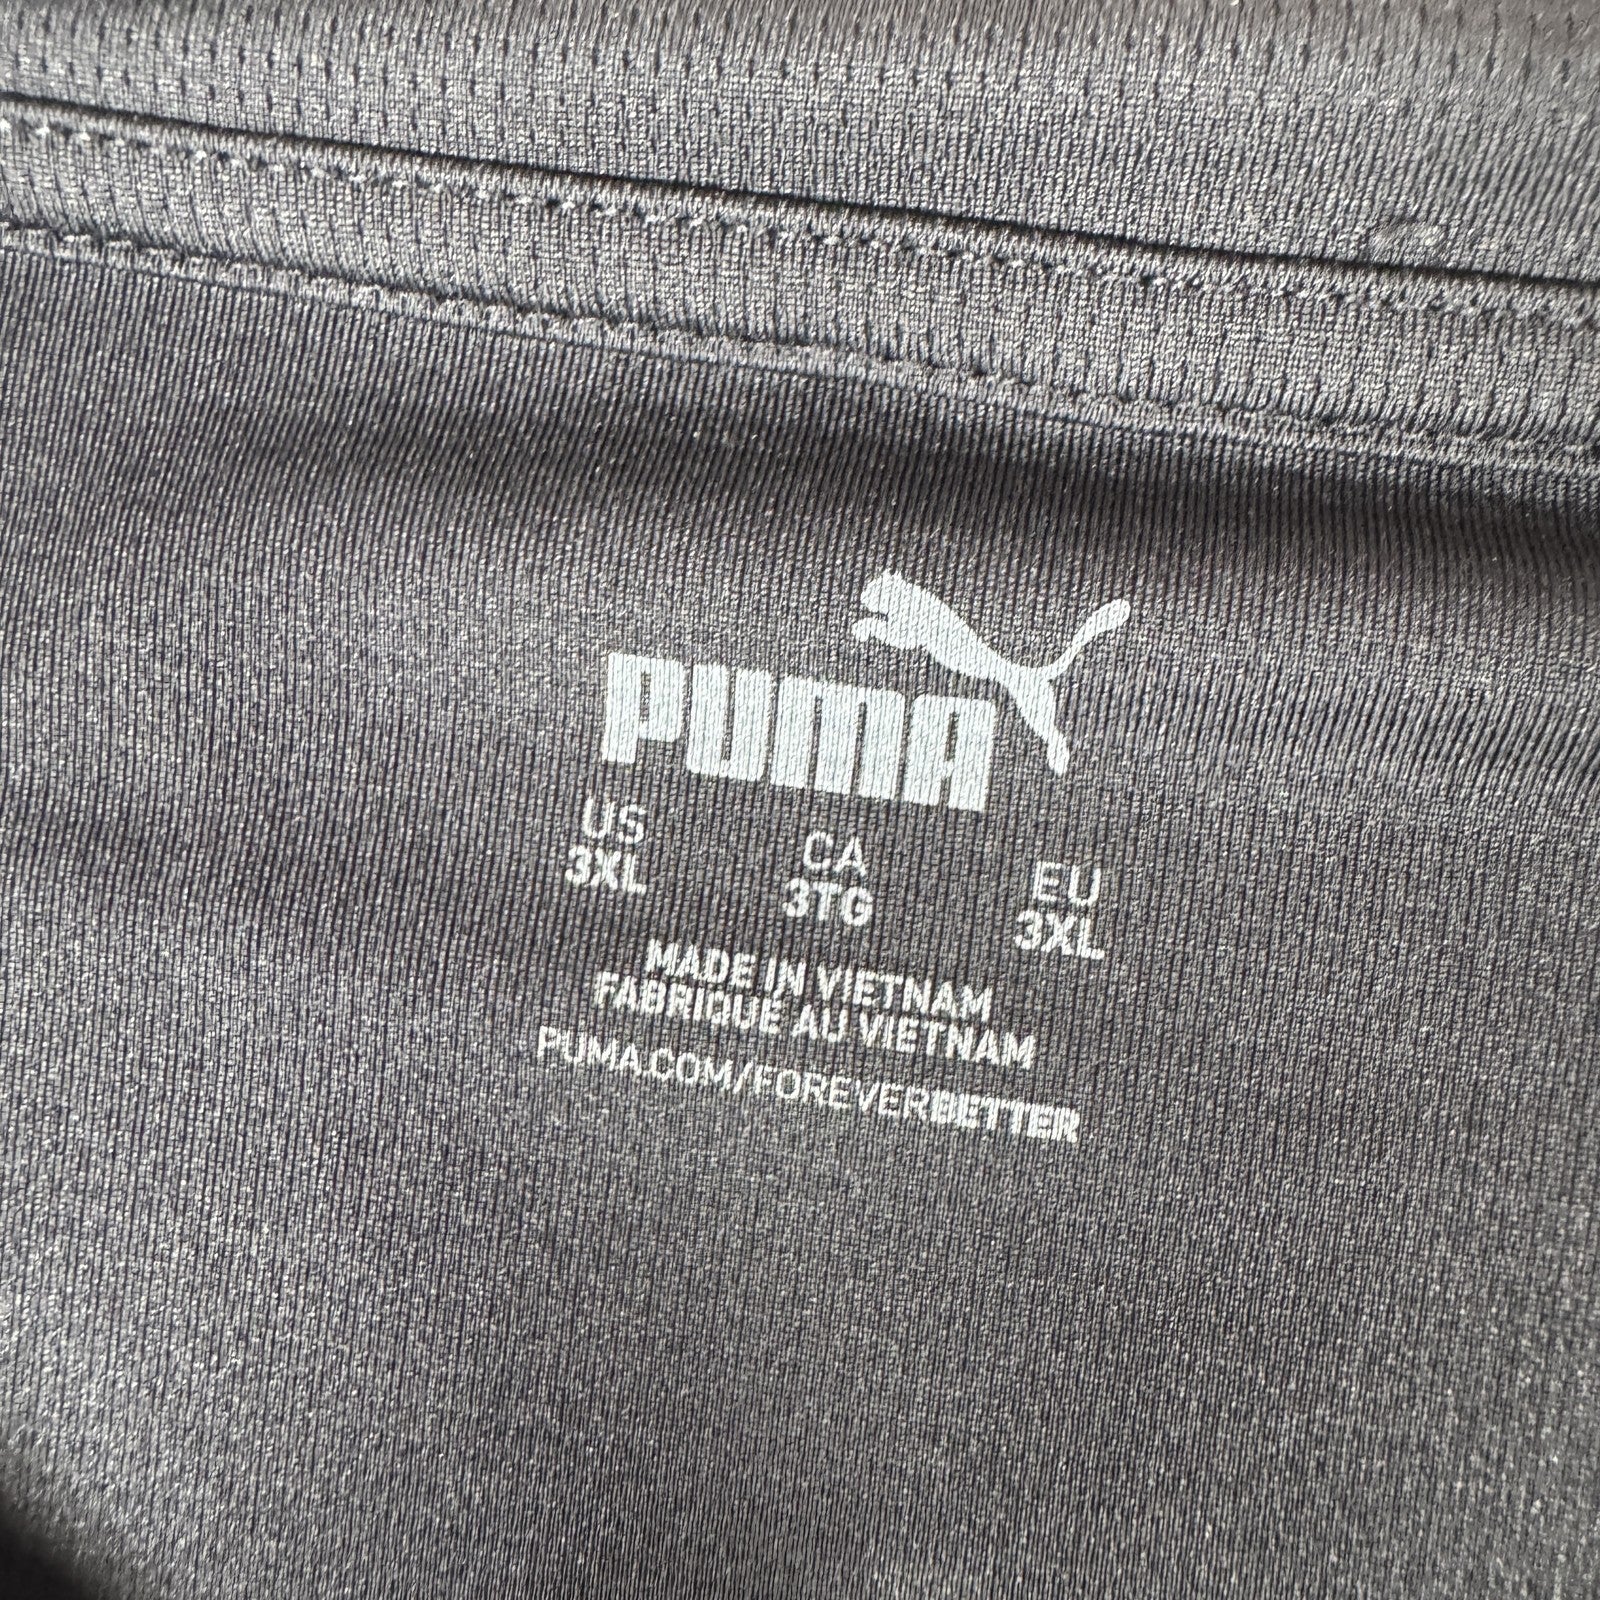 PUMA
US CA EU
3XL 3TG 3XL
MADE IN VIETNAM
FABRIQUÉ AU VIETNAM
PUMA.COM/FOREVERBETTER